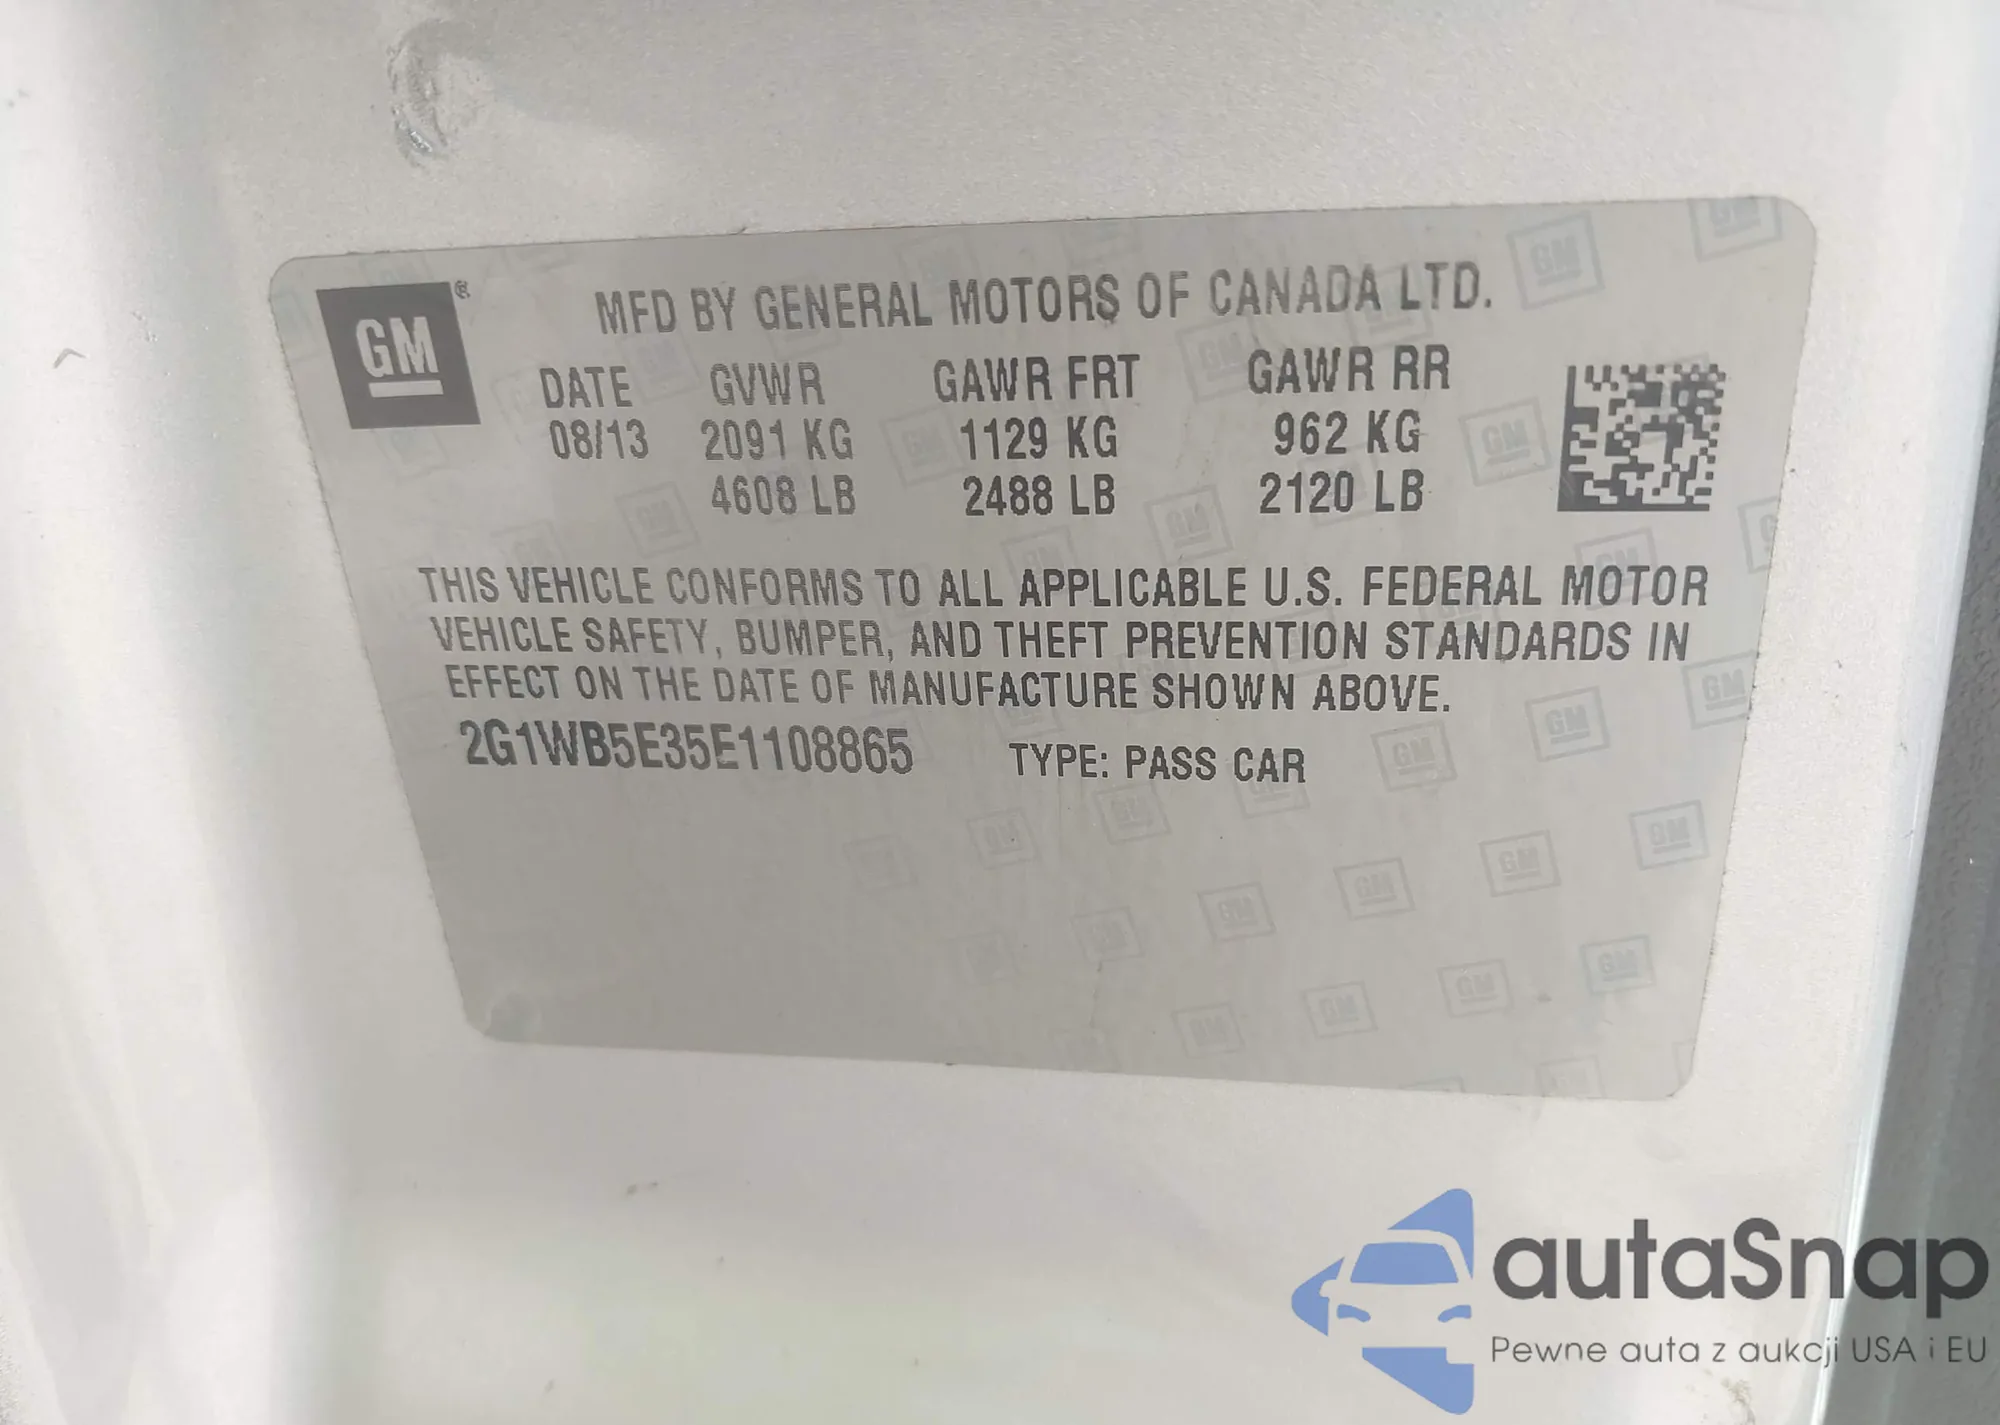 GM ®
MFD BY GENERAL MOTORS OF CANADA LTD.
DATE GVWR GAWR FRT GAWR RR
08/13 2091 KG 1129 KG 962 KG
4608 LB 2488 LB 2120 LB
THIS VEHICLE CONFORMS TO ALL APPLICABLE U.S. FEDERAL MOTOR
VEHICLE SAFETY, BUMPER, AND THEFT PREVENTION STANDARDS IN
EFFECT ON THE DATE OF MANUFACTURE SHOWN ABOVE.
2G1WB5E35E1108865 TYPE: PASS CAR
autaSnap
Pewne auta z aukcji USA i EU